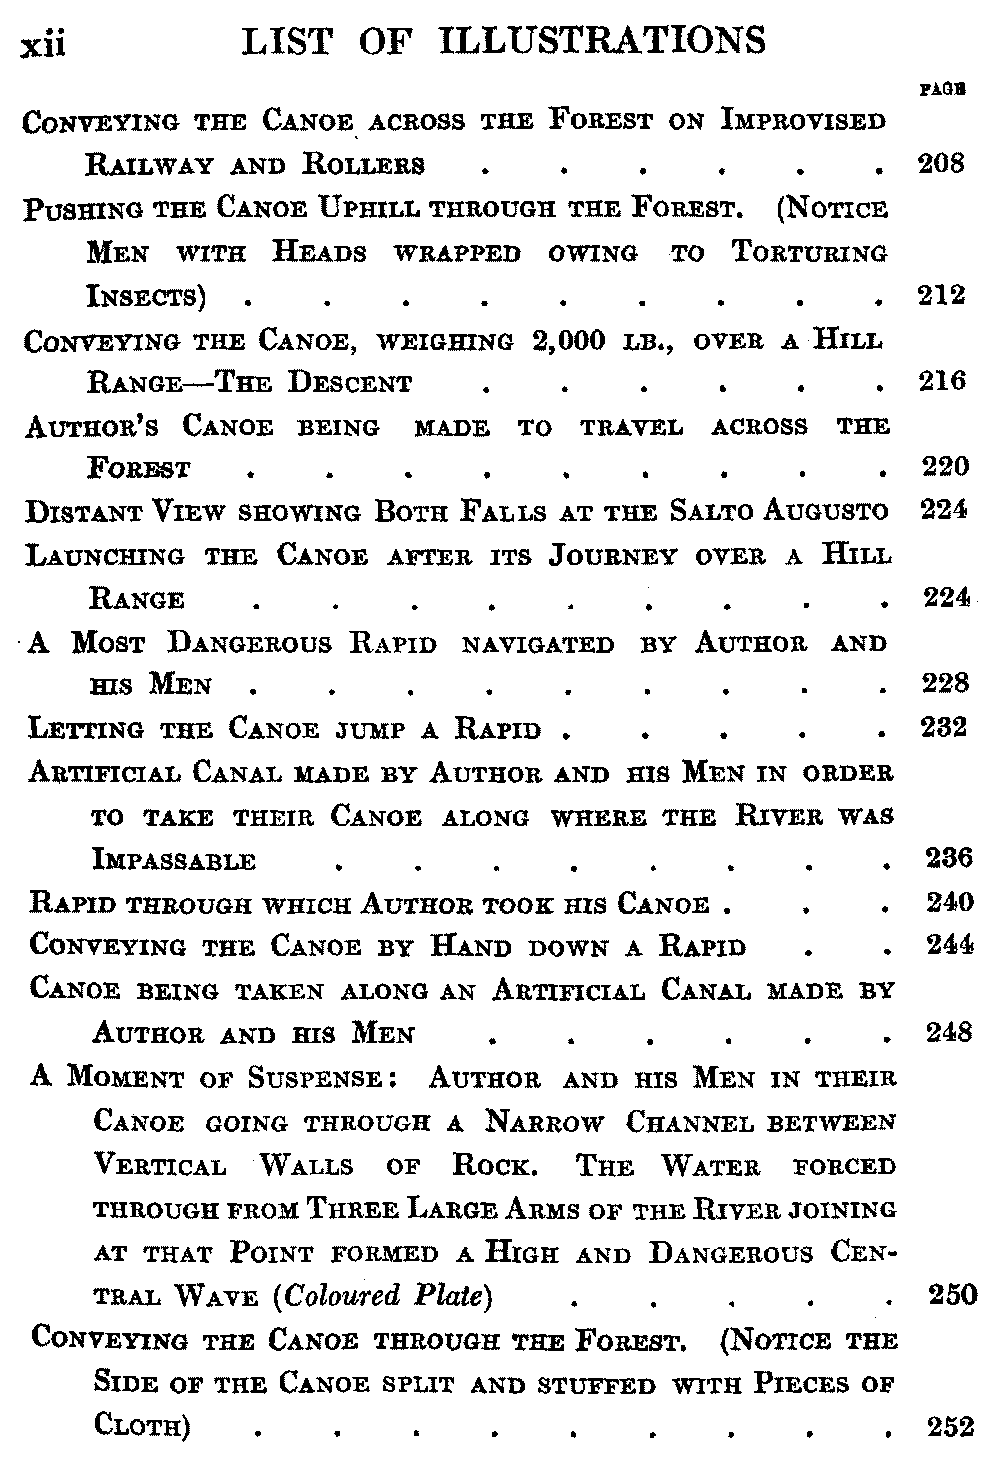 xii LIST OF ILLUSTRATIONS
PAGE
Conveying the Canoe across the Forest on Improvised
Railway and Rollers . . . . . . 208
Pushing the Canoe Uphill through the Forest. (Notice
Men with Heads wrapped owing to Torturing
Insects) . . . . . . . . . 212
Conveying the Canoe, weighing 2,000 lb., over a Hill
Range—The Descent . . . . . . 216
Author's Canoe being made to travel across the
Forest . . . . . . . . . 220
Distant View showing Both Falls at the Salto Augusto 224
Launching the Canoe after its Journey over a Hill
Range . . . . . . . . . 224
A Most Dangerous Rapid navigated by Author and
his Men . . . . . . . . . 228
Letting the Canoe jump a Rapid . . . . . 232
Artificial Canal made by Author and his Men in order
to take their Canoe along where the River was
Impassable . . . . . . . . 236
Rapid through which Author took his Canoe . . . 240
Conveying the Canoe by Hand down a Rapid . . 244
Canoe being taken along an Artificial Canal made by
Author and his Men . . . . . . 248
A Moment of Suspense: Author and his Men in their
Canoe going through a Narrow Channel between
Vertical Walls of Rock. The Water forced
through from Three Large Arms of the River joining
at that Point formed a High and Dangerous Cen-
tral Wave (Coloured Plate) . . . . . 250
Conveying the Canoe through the Forest. (Notice the
Side of the Canoe split and stuffed with Pieces of
Cloth) . . . . . . . . . 252